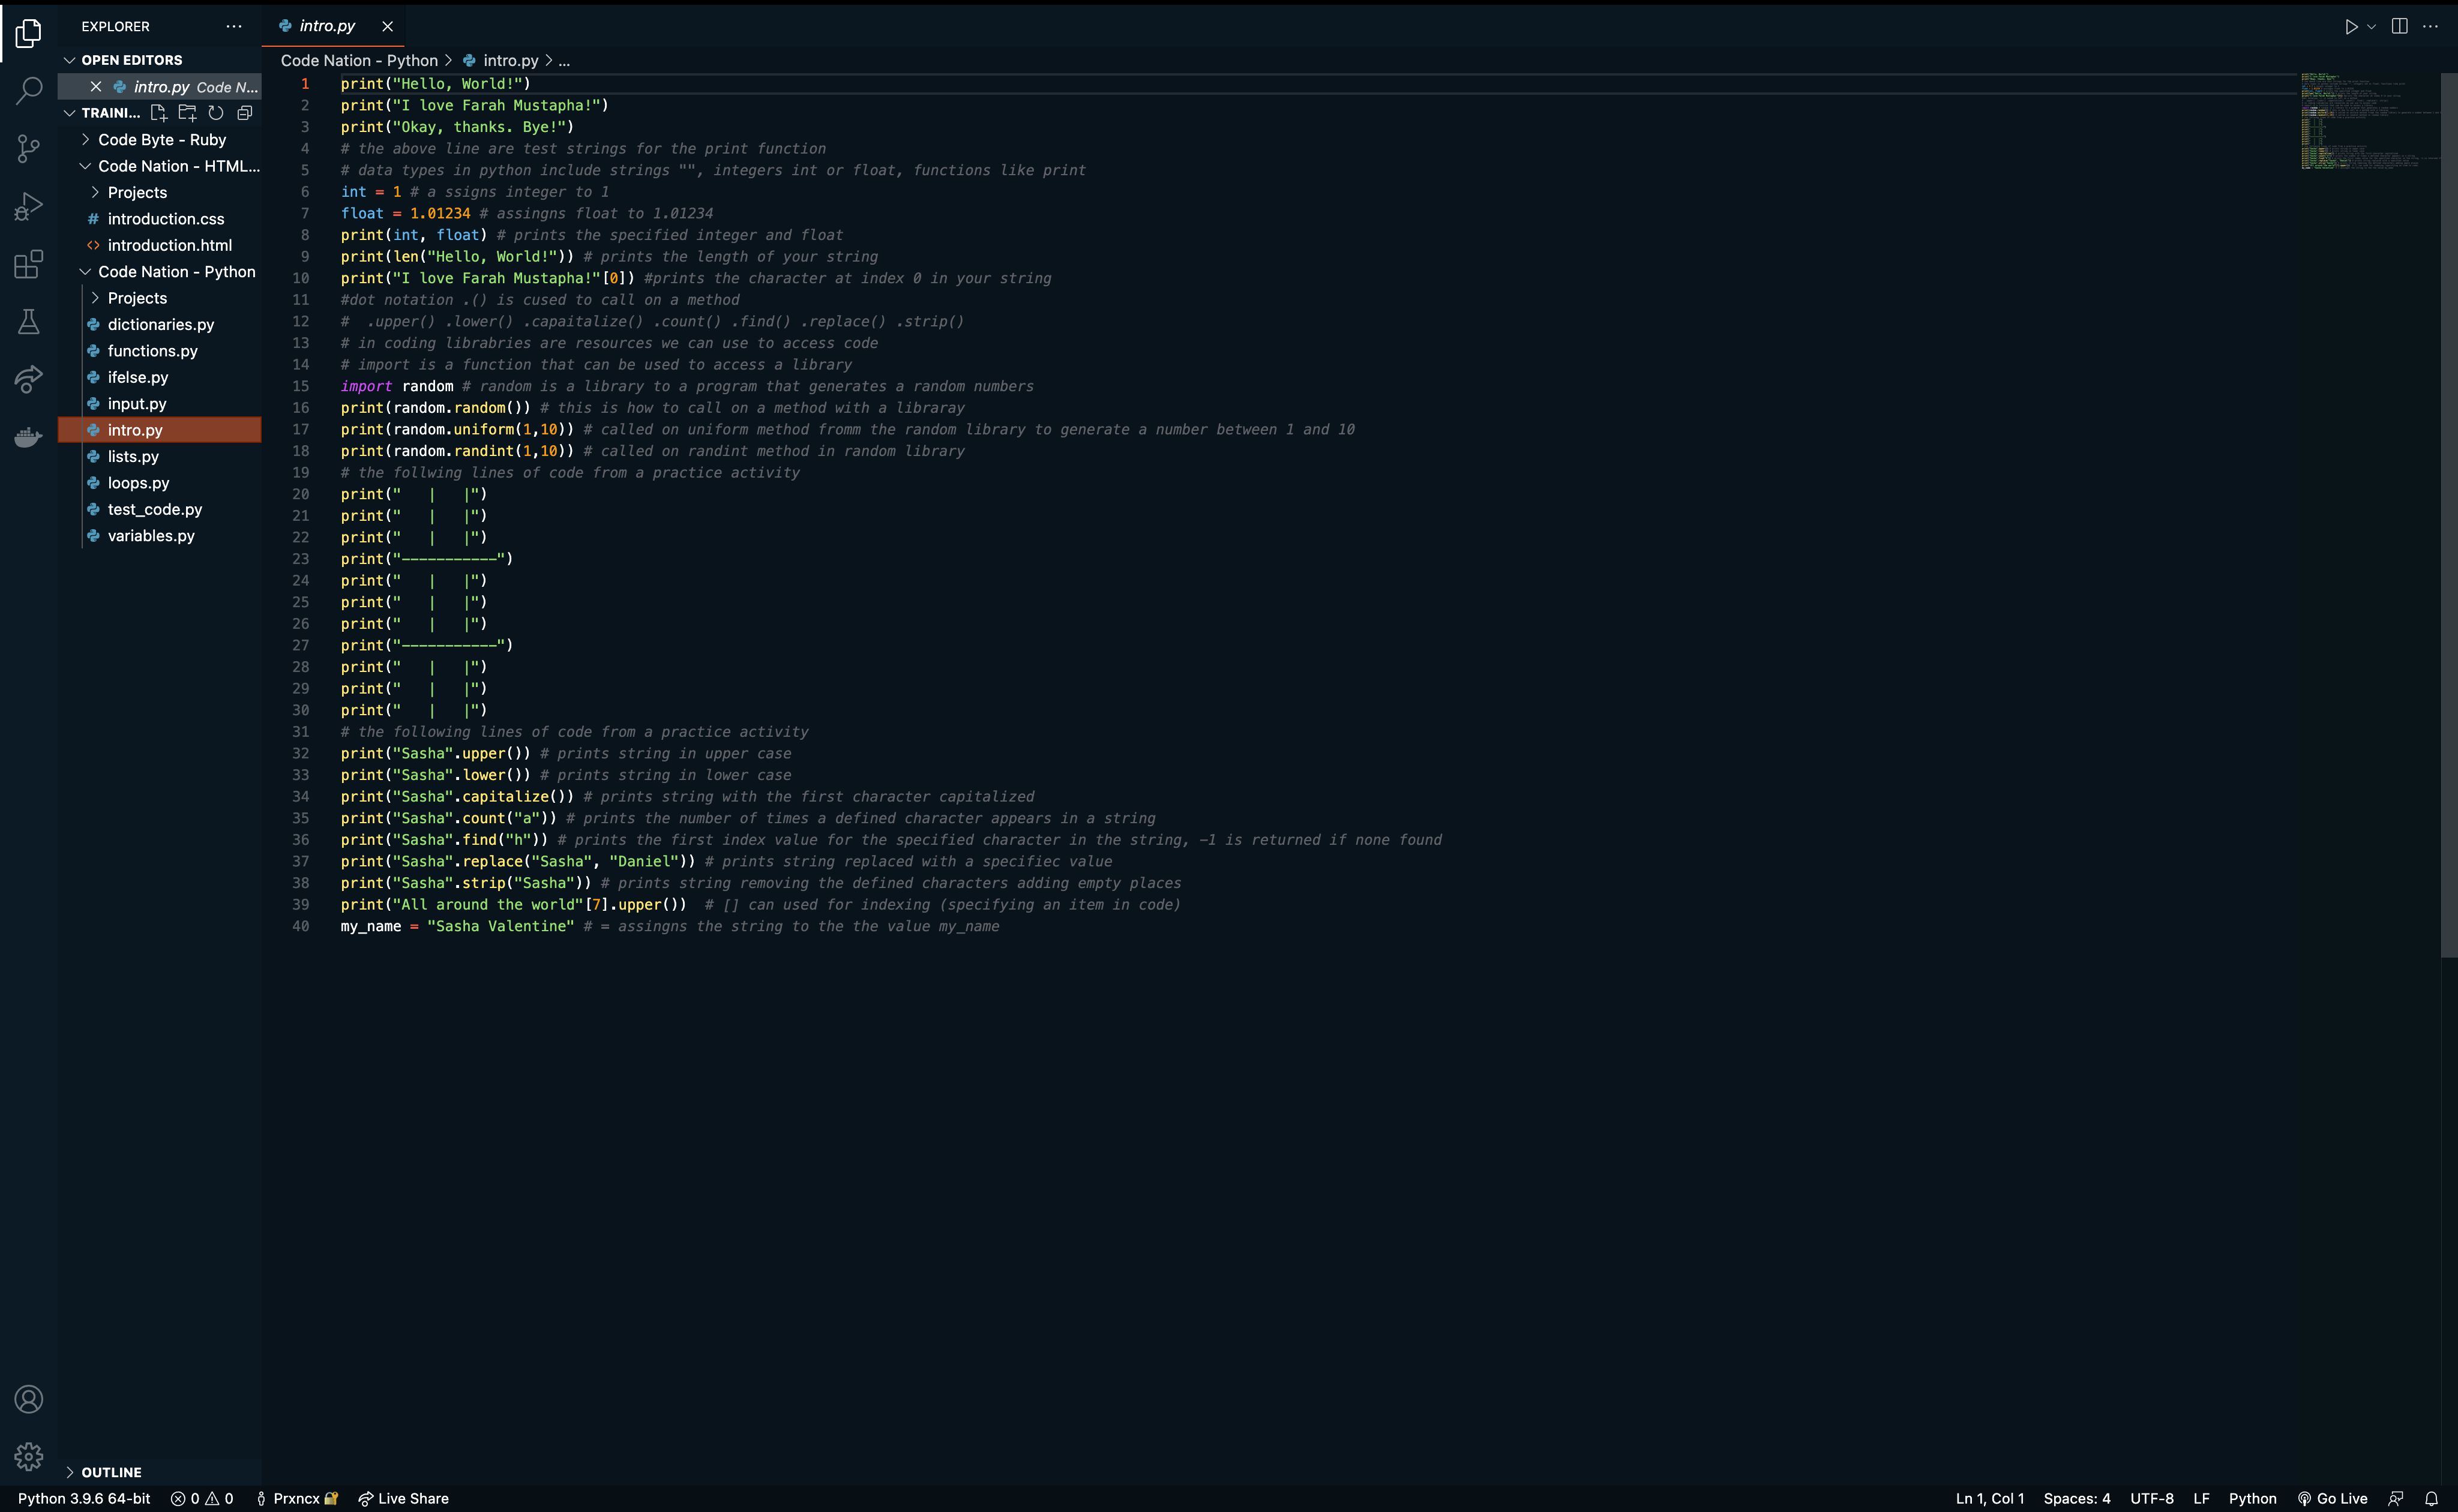 EXPLORER ...
OPEN EDITORS
intro.py Code N...
TRAINI...
Code Byte - Ruby
Code Nation - HTML...
Projects
# introduction.css
<> introduction.html
Code Nation - Python
Projects
dictionaries.py
functions.py
ifelse.py
input.py
intro.py
lists.py
loops.py
test_code.py
variables.py
OUTLINE
intro.py
Code Nation - Python > intro.py > ...
1 print("Hello, World!")
2 print("I love Farah Mustapha!")
3 print("Okay, thanks. Bye!")
4 # the above line are test strings for the print function
5 # data types in python include strings "", integers int or float, functions like print
6 int = 1 # a ssigns integer to 1
7 float = 1.01234 # assingns float to 1.01234
8 print(int, float) # prints the specified integer and float
9 print(len("Hello, World!")) # prints the length of your string
10 print("I love Farah Mustapha!"[0]) #prints the character at index 0 in your string
11 #dot notation .() is cused to call on a method
12 #  .upper() .lower() .capaitalize() .count() .find() .replace() .strip()
13 # in coding librabries are resources we can use to access code
14 # import is a function that can be used to access a library
15 import random # random is a library to a program that generates a random numbers
16 print(random.random()) # this is how to call on a method with a libraray
17 print(random.uniform(1,10)) # called on uniform method fromm the random library to generate a number between 1 and 10
18 print(random.randint(1,10)) # called on randint method in random library
19 # the follwing lines of code from a practice activity
20 print("   |   |")
21 print("   |   |")
22 print("   |   |")
23 print("-----------")
24 print("   |   |")
25 print("   |   |")
26 print("   |   |")
27 print("-----------")
28 print("   |   |")
29 print("   |   |")
30 print("   |   |")
31 # the following lines of code from a practice activity
32 print("Sasha".upper()) # prints string in upper case
33 print("Sasha".lower()) # prints string in lower case
34 print("Sasha".capitalize()) # prints string with the first character capitalized
35 print("Sasha".count("a")) # prints the number of times a defined character appears in a string
36 print("Sasha".find("h")) # prints the first index value for the specified character in the string, -1 is returned if none found
37 print("Sasha".replace("Sasha", "Daniel")) # prints string replaced with a specifiec value
38 print("Sasha".strip("Sasha")) # prints string removing the defined characters adding empty places
39 print("All around the world"[7].upper())  # [] can used for indexing (specifying an item in code)
40 my_name = "Sasha Valentine" # = assingns the string to the the value my_name
Python 3.9.6 64-bit 0 0 Prxncx Live Share Ln 1, Col 1 Spaces: 4 UTF-8 LF Python Go Live